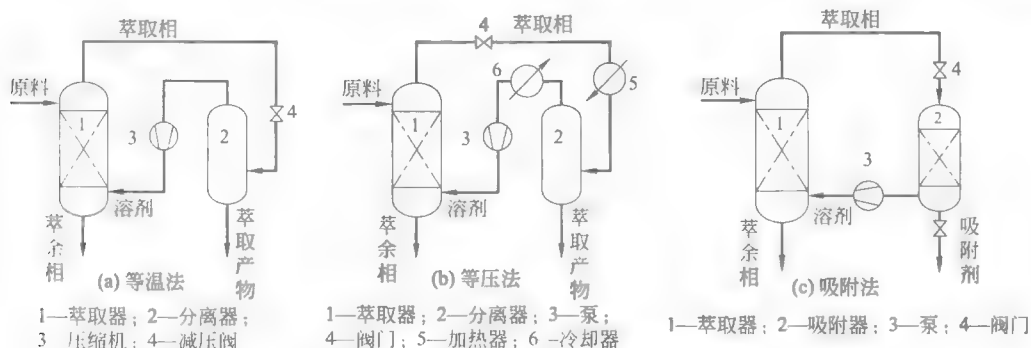 萃取相
原料
1
3
2
4
溶剂
萃余相
萃取产物
(a) 等温法
1—萃取器；2—分离器；
3 压缩机；4—减压阀
4
萃取相
6
5
原料
1
3
2
溶剂
萃余相
萃取产物
(b) 等压法
1—萃取器；2—分离器；3—泵；
4—阀门；5—加热器；6 -冷却器
萃取相
4
原料
1
2
3
溶剂
萃余相
吸附剂
(c) 吸附法
1—萃取器；2—吸附器；3—泵；4—阀门